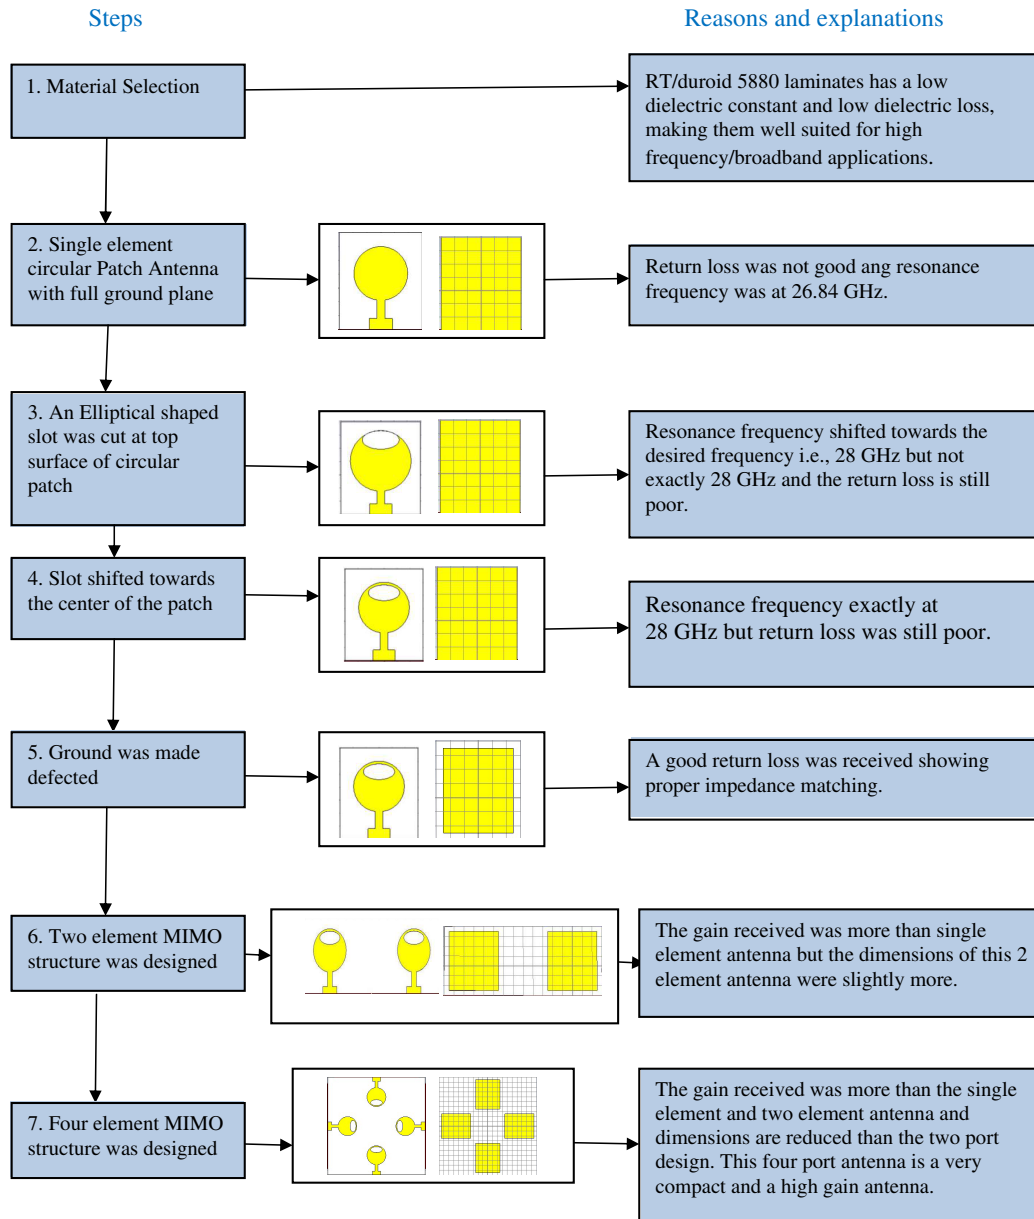 Steps
Reasons and explanations
1. Material Selection
RT/duroid 5880 laminates has a low
dielectric constant and low dielectric loss,
making them well suited for high
frequency/broadband applications.
2. Single element
circular Patch Antenna
with full ground plane
Return loss was not good ang resonance
frequency was at 26.84 GHz.
3. An Elliptical shaped
slot was cut at top
surface of circular
patch
Resonance frequency shifted towards the
desired frequency i.e., 28 GHz but not
exactly 28 GHz and the return loss is still
poor.
4. Slot shifted towards
the center of the patch
Resonance frequency exactly at
28 GHz but return loss was still poor.
5. Ground was made
defected
A good return loss was received showing
proper impedance matching.
6. Two element MIMO
structure was designed
The gain received was more than single
element antenna but the dimensions of this 2
element antenna were slightly more.
7. Four element MIMO
structure was designed
The gain received was more than the single
element and two element antenna and
dimensions are reduced than the two port
design. This four port antenna is a very
compact and a high gain antenna.